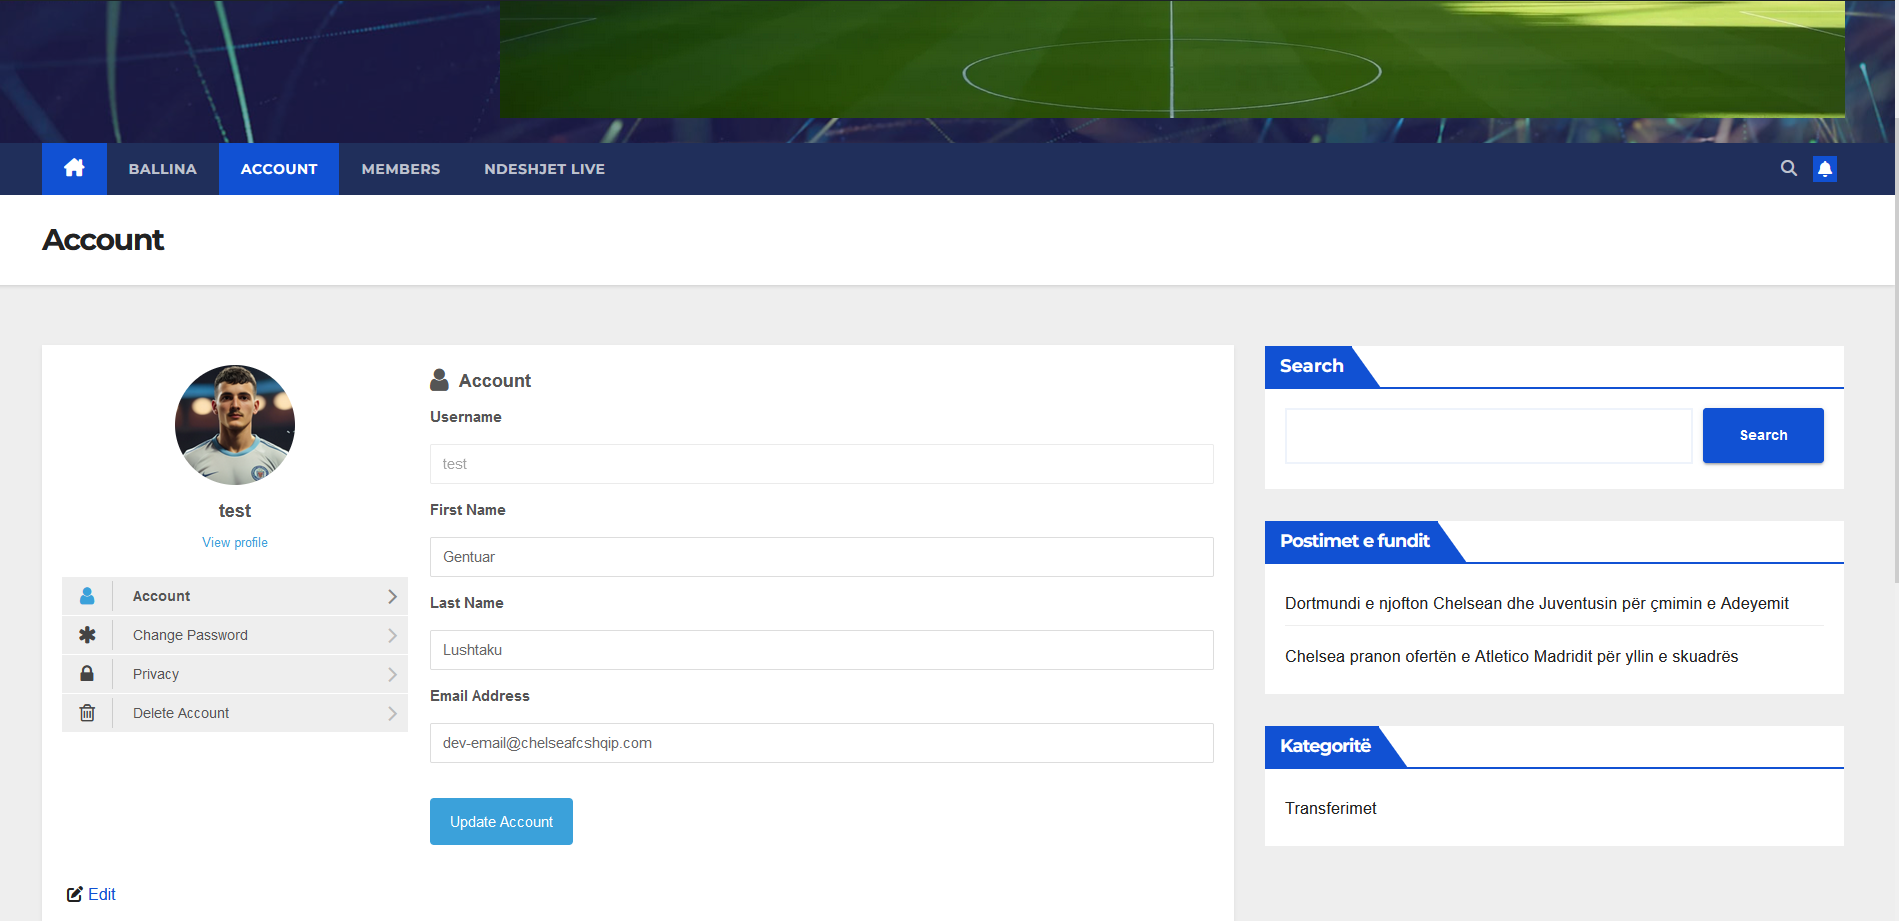 BALLINA
ACCOUNT
MEMBERS
NDESHJET LIVE
Account
test
View profile
Account
Change Password
Privacy
Delete Account
Account
Username
test
First Name
Gentuar
Last Name
Lushtaku
Email Address
dev-email@chelseafcshqip.com
Update Account
Edit
Search
Search
Postimet e fundit
Dortmundi e njofton Chelsean dhe Juventusin për çmimin e Adeyemit
Chelsea pranon ofertën e Atletico Madridit për yllin e skuadrës
Kategoritë
Transferimet